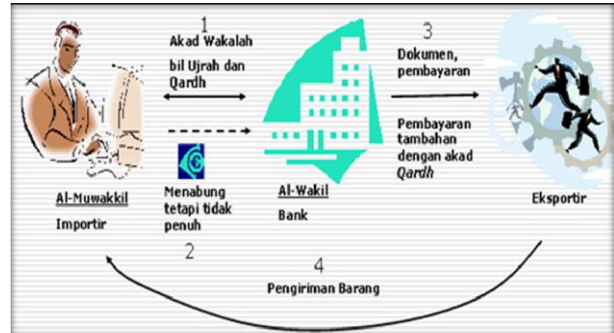 1
Akad Wakalah
bil Ujrah dan
Qardh
3
Dokumen,
pembayaran
Pembayaran
tambahan
dengan akad
Qardh
Al-Muwakkil
Importir
Menabung
tetapi tidak
penuh
2
Al-Wakil
Bank
Eksportir
4
Pengiriman Barang